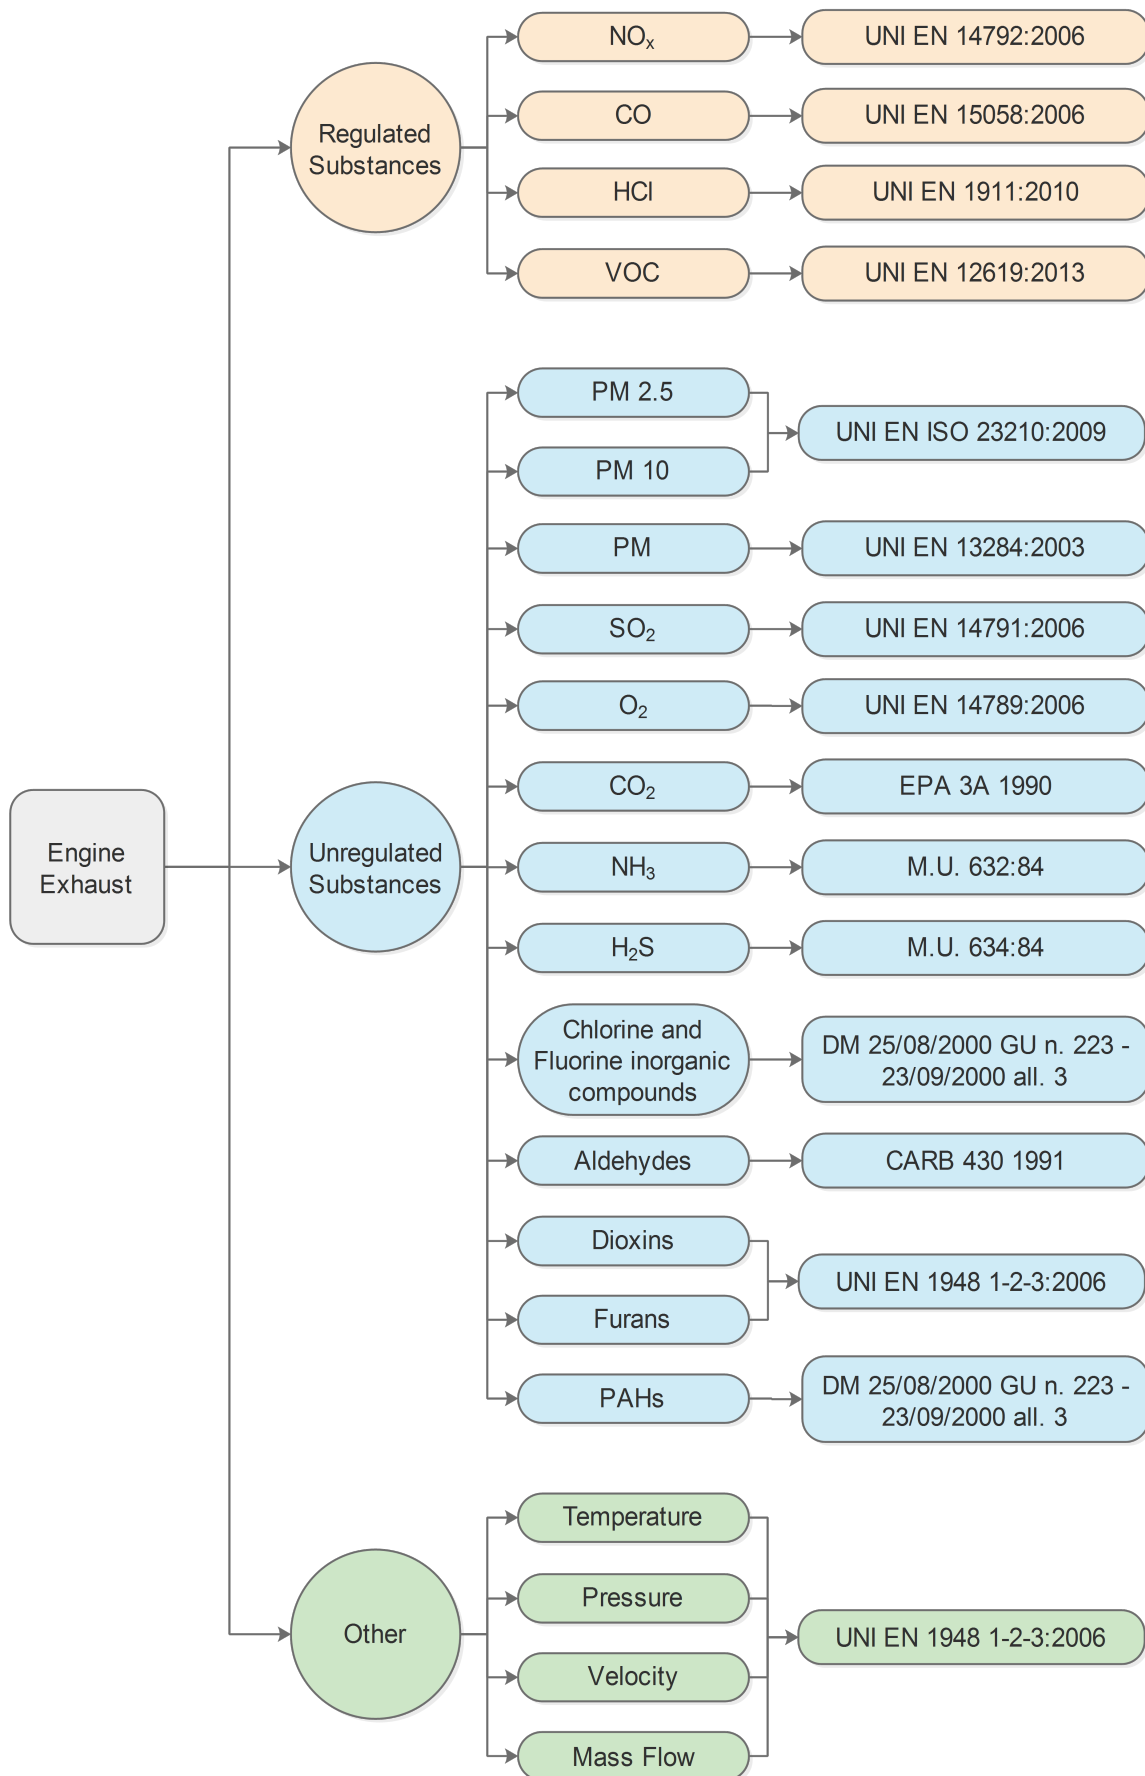 NOx
UNI EN 14792:2006
CO
UNI EN 15058:2006
Regulated
Substances
HCl
UNI EN 1911:2010
VOC
UNI EN 12619:2013
PM 2.5
PM 10
UNI EN ISO 23210:2009
PM
UNI EN 13284:2003
SO2
UNI EN 14791:2006
O2
UNI EN 14789:2006
CO2
EPA 3A 1990
Engine
Exhaust
Unregulated
Substances
NH3
M.U. 632:84
H2S
M.U. 634:84
Chlorine and
Fluorine inorganic
compounds
DM 25/08/2000 GU n. 223 -
23/09/2000 all. 3
Aldehydes
CARB 430 1991
Dioxins
Furans
UNI EN 1948 1-2-3:2006
PAHs
DM 25/08/2000 GU n. 223 -
23/09/2000 all. 3
Other
Temperature
Pressure
Velocity
Mass Flow
UNI EN 1948 1-2-3:2006